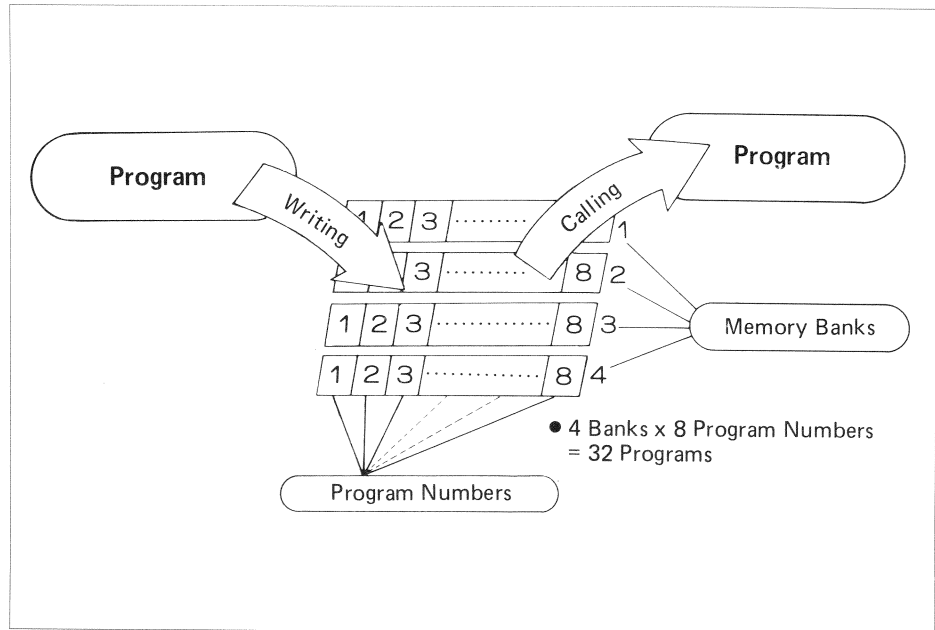 Program
Program
Writing
Calling
1 2 3 ········ 1
3 ·········· 8 2
1 2 3 ············· 8 3
1 2 3 ············· 8 4
Memory Banks
● 4 Banks x 8 Program Numbers
= 32 Programs
Program Numbers